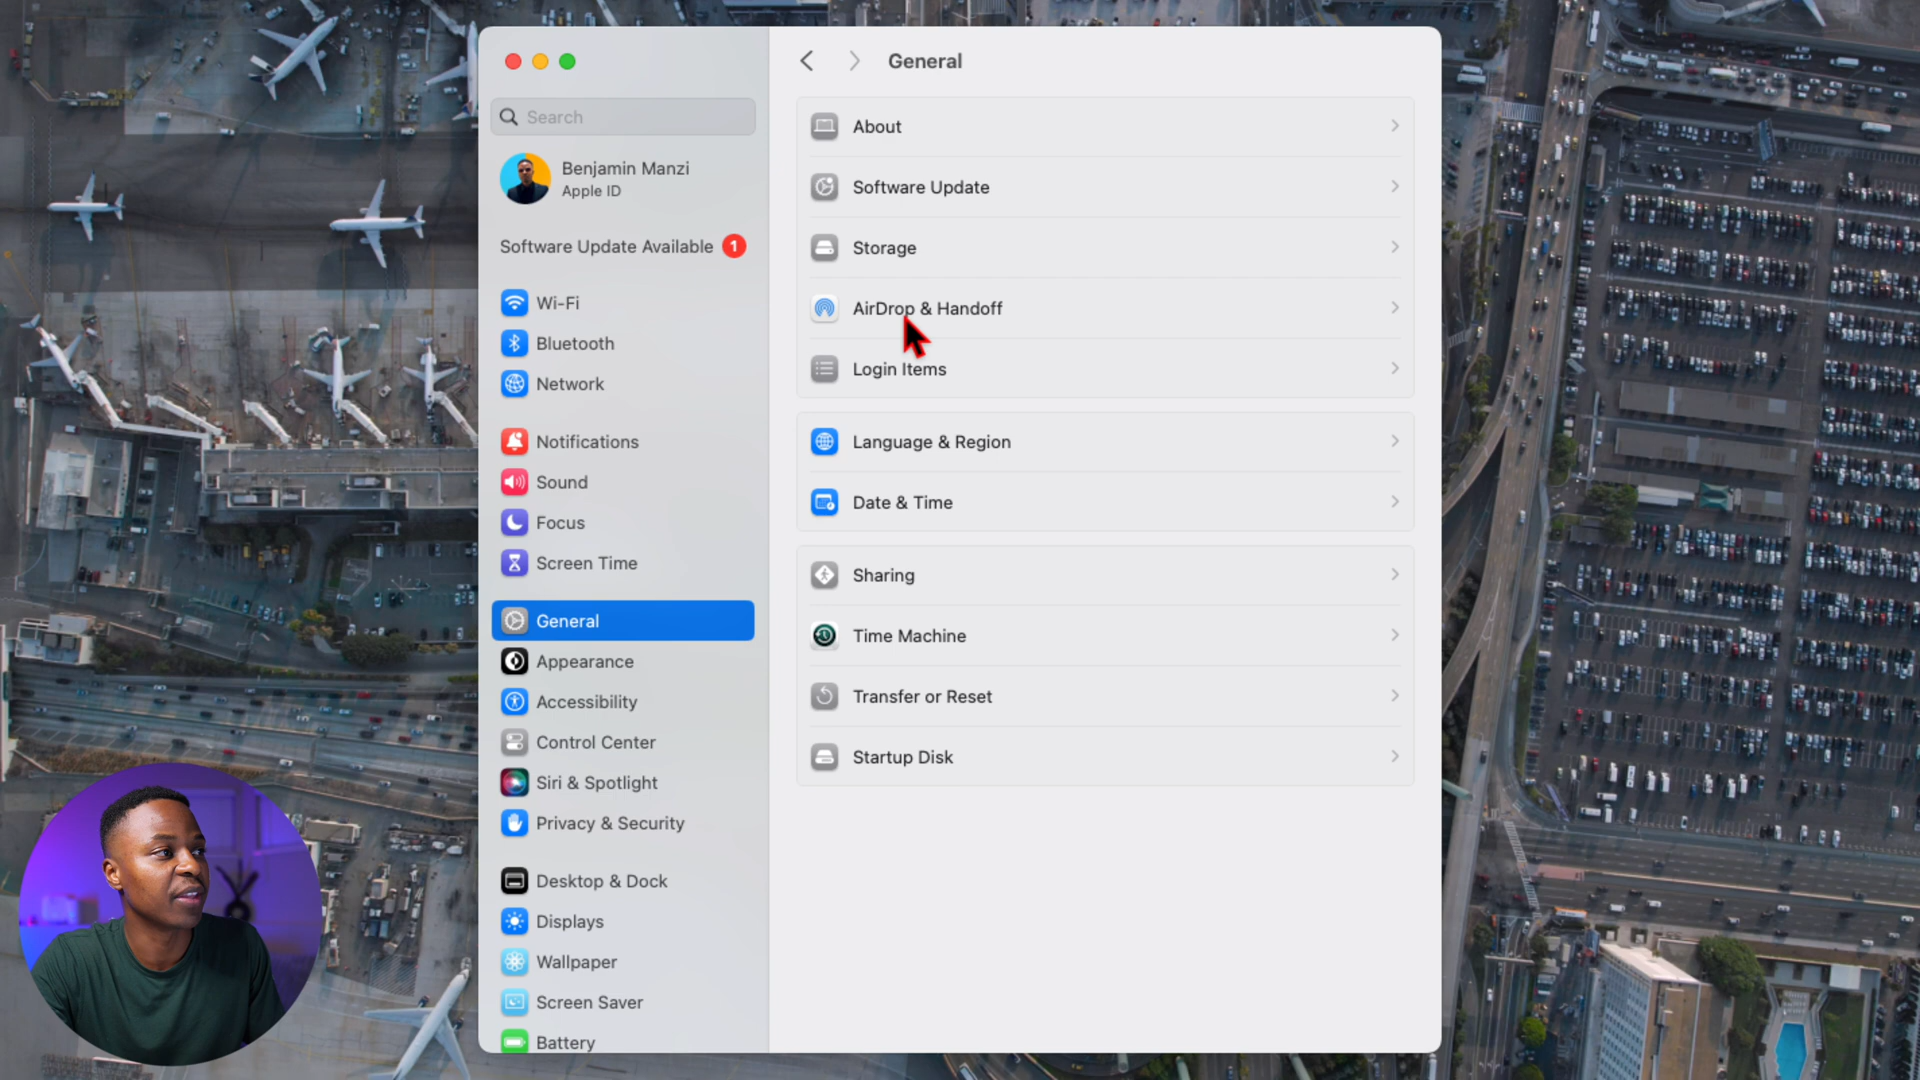 Search
Benjamin Manzi
Apple ID
Software Update Available 1
Wi-Fi
Bluetooth
Network
Notifications
Sound
Focus
Screen Time
General
Appearance
Accessibility
Control Center
Siri & Spotlight
Privacy & Security
Desktop & Dock
Displays
Wallpaper
Screen Saver
Battery
General
About
Software Update
Storage
AirDrop & Handoff
Login Items
Language & Region
Date & Time
Sharing
Time Machine
Transfer or Reset
Startup Disk